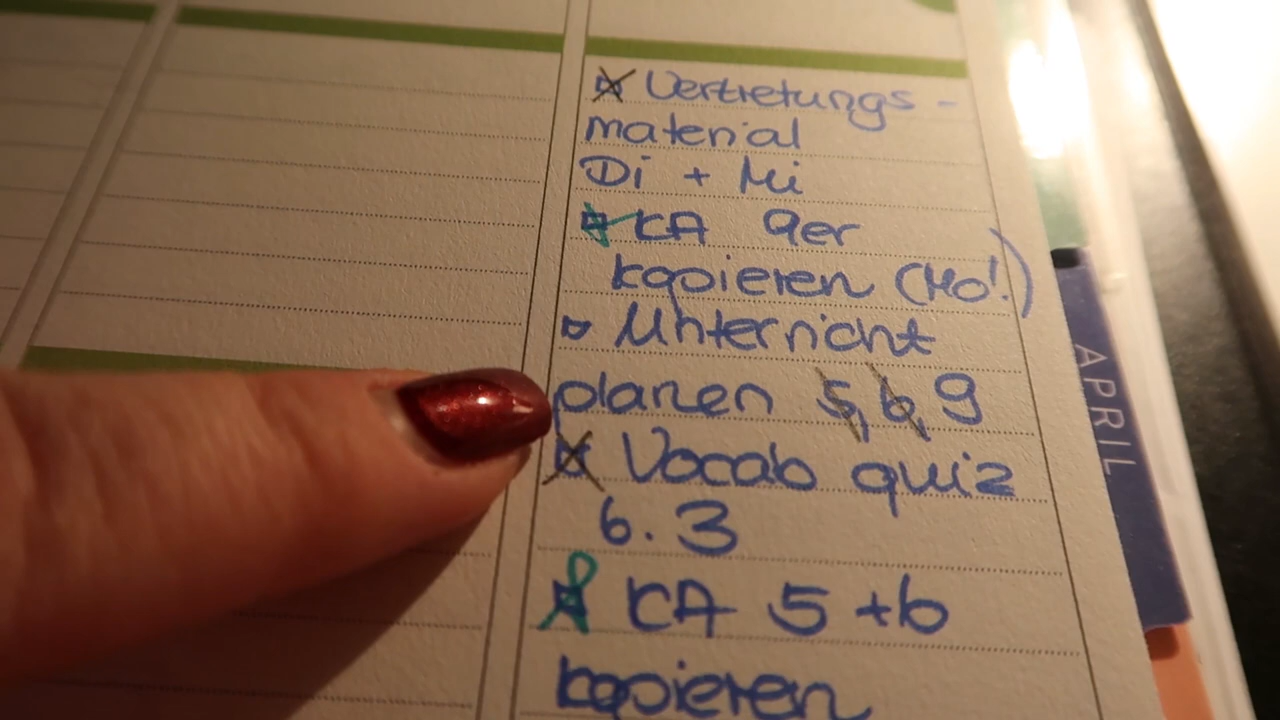 Vertretungs-
material
Di + Mi
KA 9er
kopieren (Mo!)
Unterricht
planen 5, 6, 9
Vocab quiz
6.3
KA 5 + 6
kopieren
APRIL